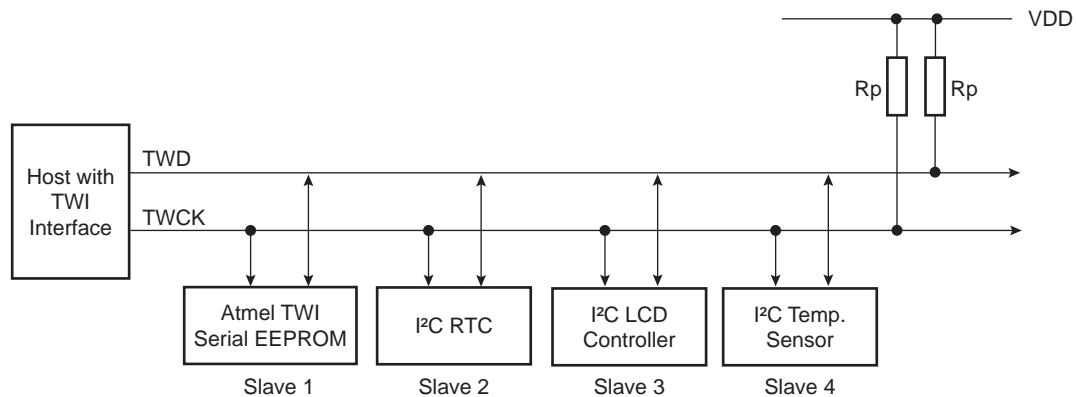 VDD
Rp
Rp
Host with
TWI
Interface
TWD
TWCK
Atmel TWI
Serial EEPROM
I²C RTC
I²C LCD
Controller
I²C Temp.
Sensor
Slave 1
Slave 2
Slave 3
Slave 4